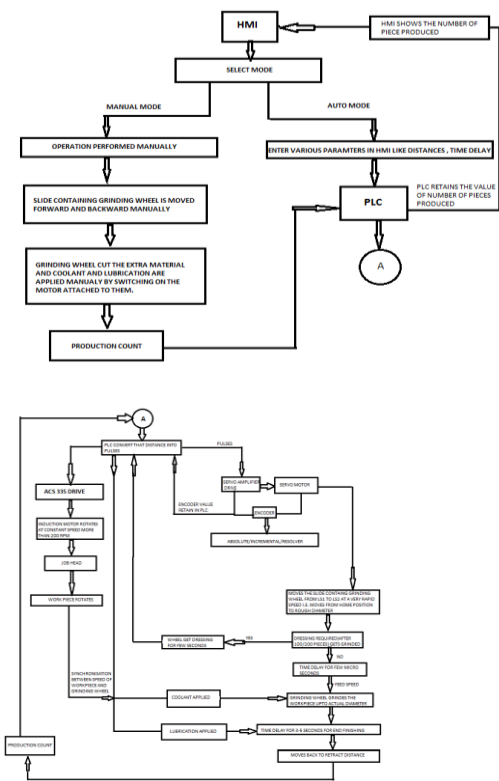 HMI
HMI SHOWS THE NUMBER OF
PIECE PRODUCED
SELECT MODE
MANUAL MODE
AUTO MODE
OPERATION PERFORMED MANUALLY
ENTER VARIOUS PARAMTERS IN HMI LIKE DISTANCES , TIME DELAY
SLIDE CONTAINING GRINDING WHEEL IS MOVED
FORWARD AND BACKWARD MANUALLY
PLC
PLC RETAINS THE VALUE
OF NUMBER OF PIECES
PRODUCED
GRINDING WHEEL CUT THE EXTRA MATERIAL
AND COOLANT AND LUBRICATION ARE
APPLIED MANUALY BY SWITCHING ON THE
MOTOR ATTACHED TO THEM.
A
PRODUCTION COUNT
A
PLC CONVERT THAT DISTANCE INTO
PULSES
PULSES
ACS 335 DRIVE
SERVO AMPLIFIER
DRIVE
SERVO MOTOR
ENCODER VALUE
RETAIN IN PLC
ENCODER
INDUCTION MOTOR ROTATES
AT CONSTANT SPEED MORE
THAN 200 RPM
ABSOLUTE/INCREMENTAL/RESOLVER
JOB HEAD
WORK PIECE ROTATES
MOVES THE SLIDE CONTAINS GRINDING
WHEEL FROM LS1 TO LS2 AT A VERY RAPID
SPEED I.E. MOVES FROM HOME POSITION
TO ROUGH DIAMETER
WHEEL GET DRESSING
FOR FEW SECONDS
YES
DRESSING REQUIRED(AFTER
100/200 PIECES) GETS GRINDED
NO
TIME DELAY FOR FEW MICRO
SECONDS
FEED SPEED
SYNCHRONISATION
BETWEEN SPEED OF
WORKPIECE AND
GRINDING WHEEL
COOLANT APPLIED
GRINDING WHEEL GRINDES THE
WORKPIECE UPTO ACTUAL DIAMETER
LUBRICATION APPLIED
TIME DELAY FOR 3-5 SECONDS FOR END FINISHING
PRODUCTION COUNT
MOVES BACK TO RETRACT DISTANCE